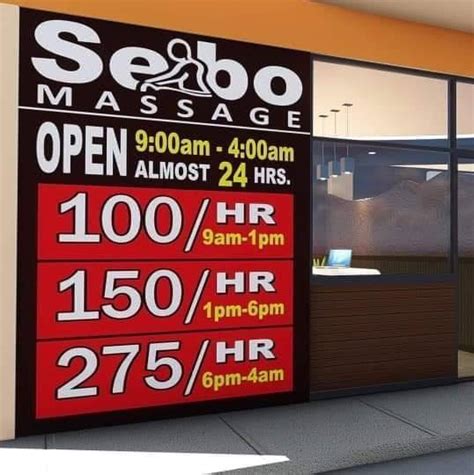 Sebo
MASSAGE
OPEN 9:00am - 4:00am
ALMOST 24 HRS.
100/HR
9am-1pm
150/HR
1pm-6pm
275/HR
6pm-4am